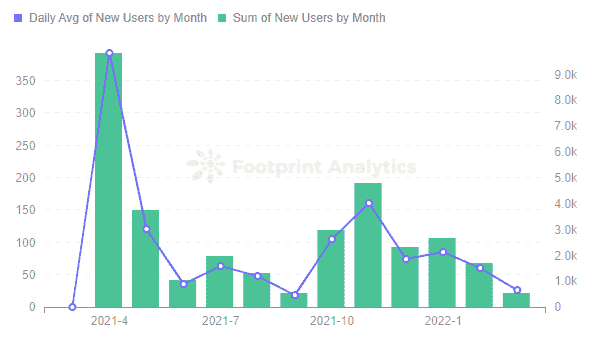 Daily Avg of New Users by Month Sum of New Users by Month
350 9.0k
300 8.0k
250 7.0k
6.0k
200 5.0k
150 4.0k
100 3.0k
2.0k
50 1.0k
0 0
Footprint Analytics
2021-4 2021-7 2021-10 2022-1